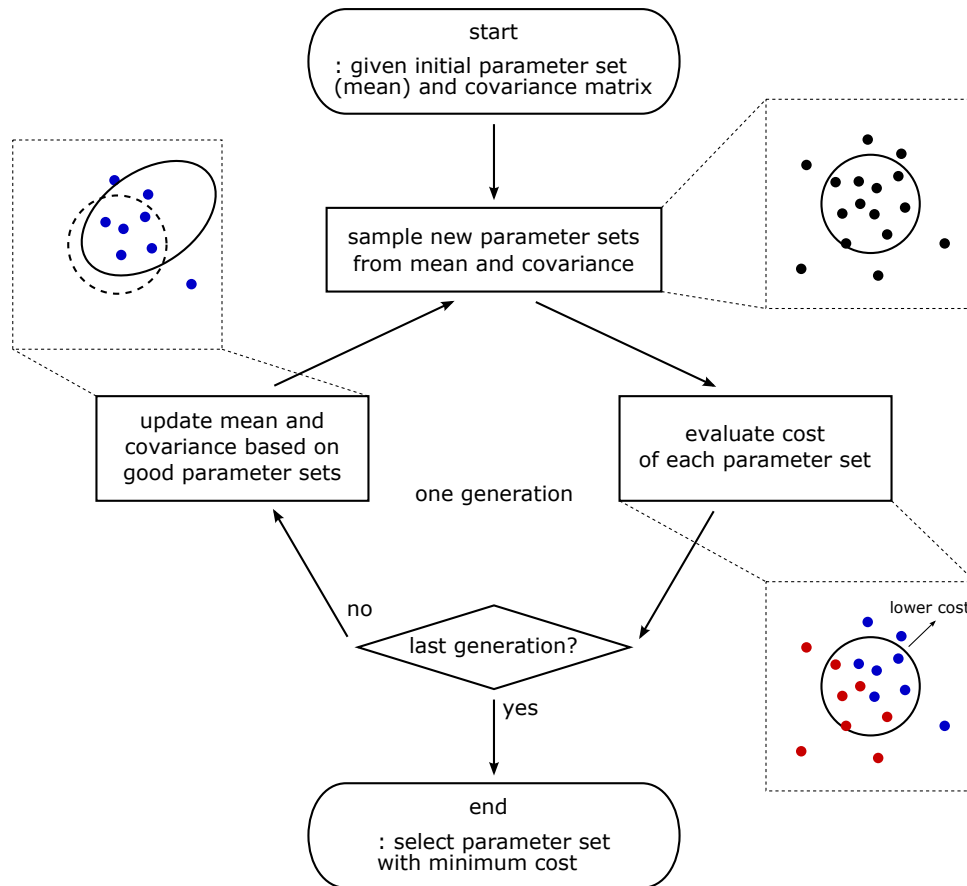 start
: given initial parameter set
(mean) and covariance matrix
sample new parameter sets
from mean and covariance
update mean and
covariance based on
good parameter sets
evaluate cost
of each parameter set
one generation
lower cost
no
last generation?
yes
end
: select parameter set
with minimum cost